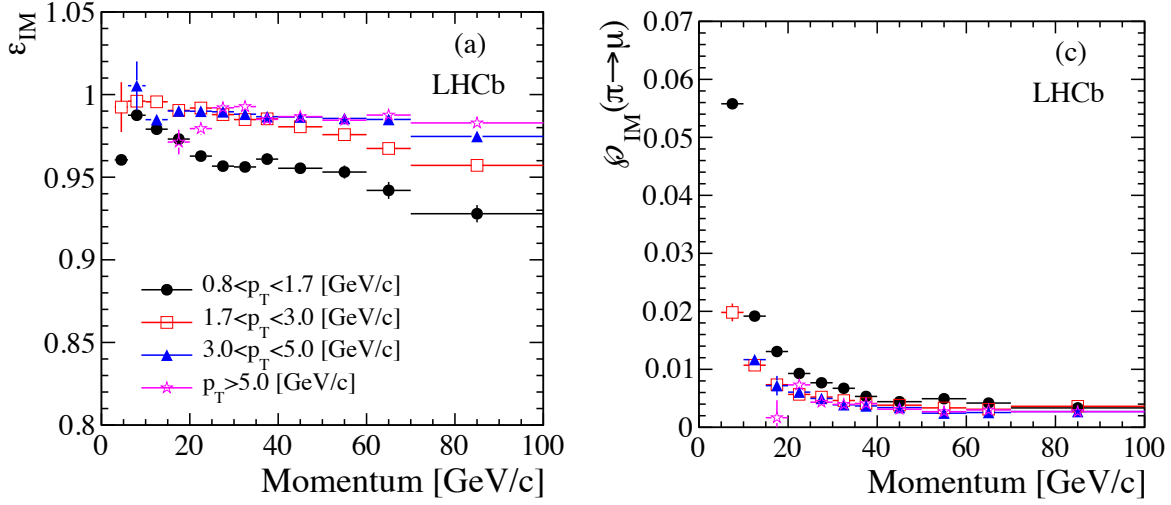 ε_IM
1.05
1
0.95
0.9
0.85
0.8
(a)
LHCb
0.8<p_T<1.7 [GeV/c]
1.7<p_T<3.0 [GeV/c]
3.0<p_T<5.0 [GeV/c]
p_T>5.0 [GeV/c]
0 20 40 60 80 100
Momentum [GeV/c]
℘_IM(π→μ)
0.07
0.06
0.05
0.04
0.03
0.02
0.01
0
(c)
LHCb
0 20 40 60 80 100
Momentum [GeV/c]